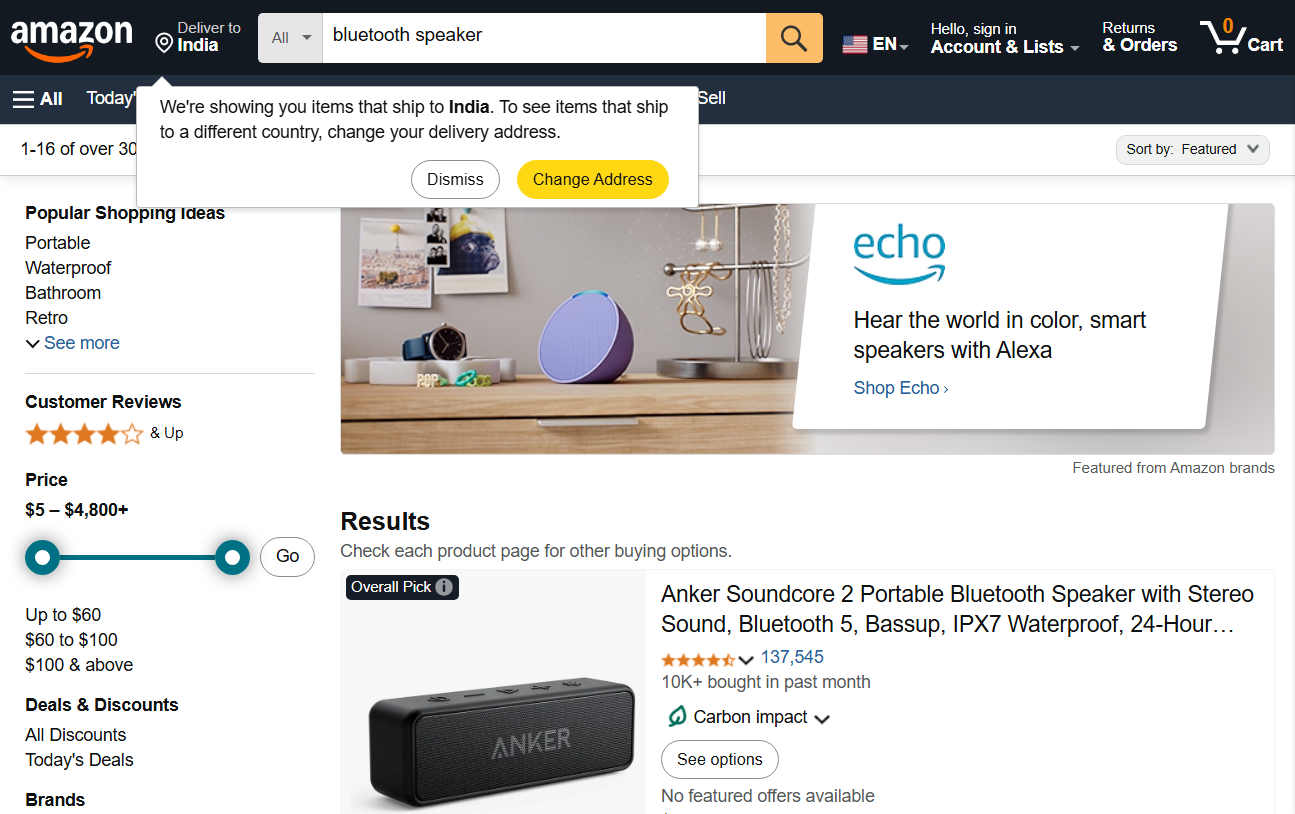 amazon
Deliver to
India
All
bluetooth speaker
EN
Hello, sign in
Account & Lists
Returns
& Orders
0
Cart
All
Today'
Sell
We're showing you items that ship to India. To see items that ship
to a different country, change your delivery address.
Dismiss
Change Address
1-16 of over 30
Sort by: Featured
Popular Shopping Ideas
Portable
Waterproof
Bathroom
Retro
See more
Customer Reviews
& Up
Price
$5 – $4,800+
Go
Up to $60
$60 to $100
$100 & above
Deals & Discounts
All Discounts
Today's Deals
Brands
POP
echo
Hear the world in color, smart
speakers with Alexa
Shop Echo ›
Featured from Amazon brands
Results
Check each product page for other buying options.
Overall Pick
ANKER
Anker Soundcore 2 Portable Bluetooth Speaker with Stereo
Sound, Bluetooth 5, Bassup, IPX7 Waterproof, 24-Hour…
137,545
10K+ bought in past month
Carbon impact
See options
No featured offers available